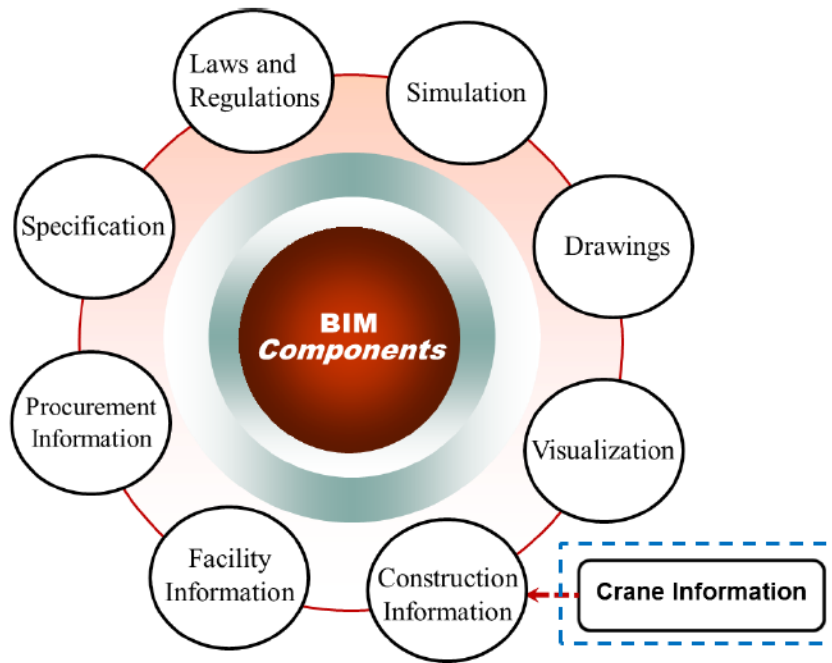 Laws and
Regulations
Simulation
Specification
Drawings
BIM
Components
Procurement
Information
Visualization
Facility
Information
Construction
Information
Crane Information